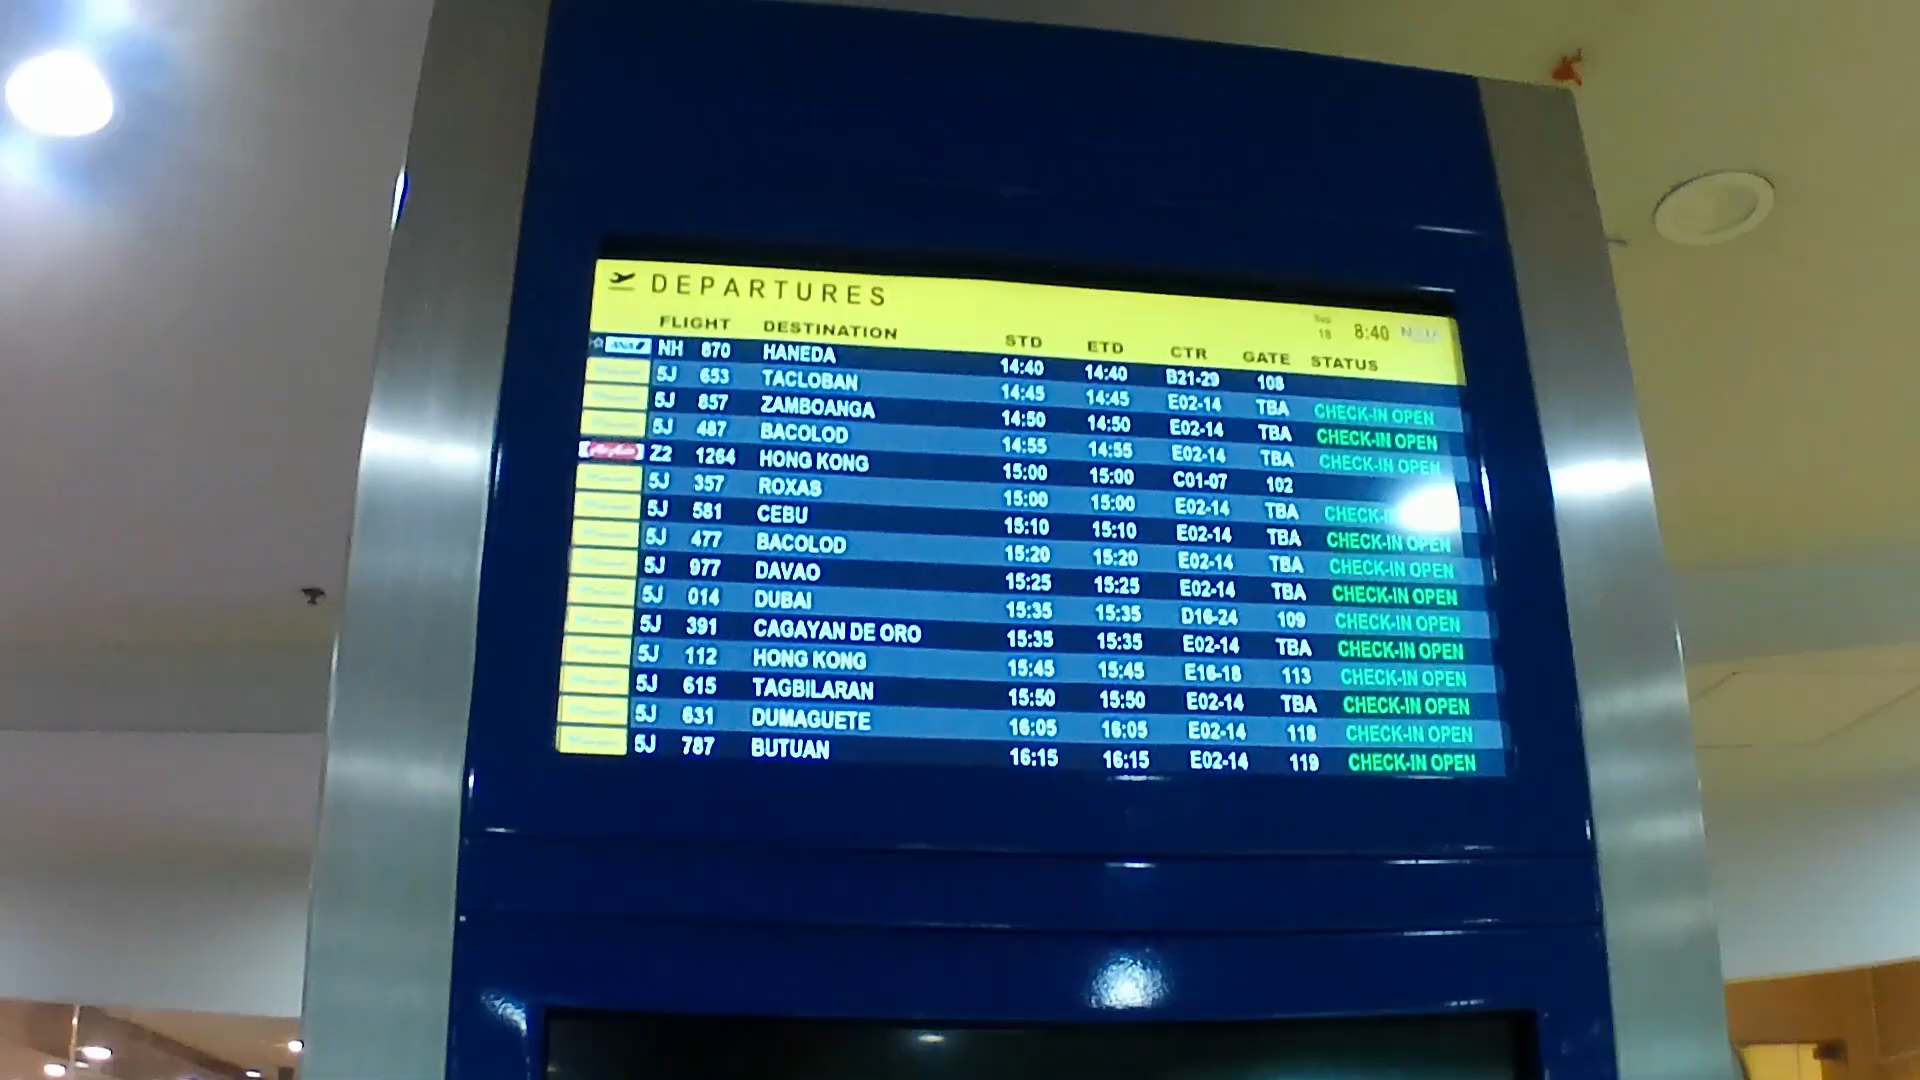 DEPARTURES
Sep 18 8:40
FLIGHT DESTINATION STD ETD CTR GATE STATUS
ANA NH 870 HANEDA 14:40 14:40 B21-29 108
5J 653 TACLOBAN 14:45 14:45 E02-14 TBA CHECK-IN OPEN
5J 857 ZAMBOANGA 14:50 14:50 E02-14 TBA CHECK-IN OPEN
5J 487 BACOLOD 14:55 14:55 E02-14 TBA CHECK-IN OPEN
Z2 1264 HONG KONG 15:00 15:00 C01-07 102
5J 357 ROXAS 15:00 15:00 E02-14 TBA
5J 581 CEBU 15:10 15:10 E02-14 TBA CHECK-IN OPEN
5J 477 BACOLOD 15:20 15:20 E02-14 TBA CHECK-IN OPEN
5J 977 DAVAO 15:25 15:25 E02-14 TBA CHECK-IN OPEN
5J 014 DUBAI 15:35 15:35 D16-24 109 CHECK-IN OPEN
5J 391 CAGAYAN DE ORO 15:35 15:35 E02-14 TBA CHECK-IN OPEN
5J 112 HONG KONG 15:45 15:45 E16-18 113 CHECK-IN OPEN
5J 615 TAGBILARAN 15:50 15:50 E02-14 TBA CHECK-IN OPEN
5J 631 DUMAGUETE 16:05 16:05 E02-14 118 CHECK-IN OPEN
5J 787 BUTUAN 16:15 16:15 E02-14 119 CHECK-IN OPEN